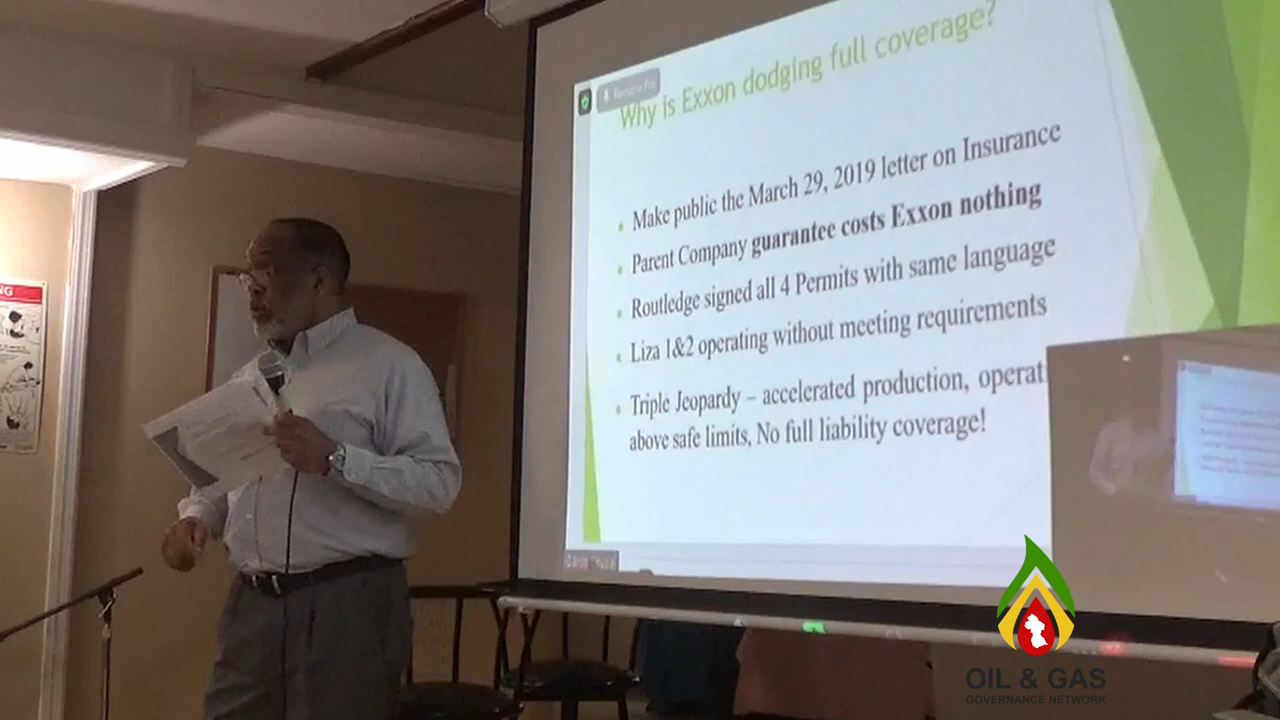 Why is Exxon dodging full coverage?
Make public the March 29, 2019 letter on Insurance
Parent Company guarantee costs Exxon nothing
Routledge signed all 4 Permits with same language
Liza 1&2 operating without meeting requirements
Triple Jeopardy – accelerated production, operati
above safe limits, No full liability coverage!
NG
OIL & GAS
GOVERNANCE NETWORK